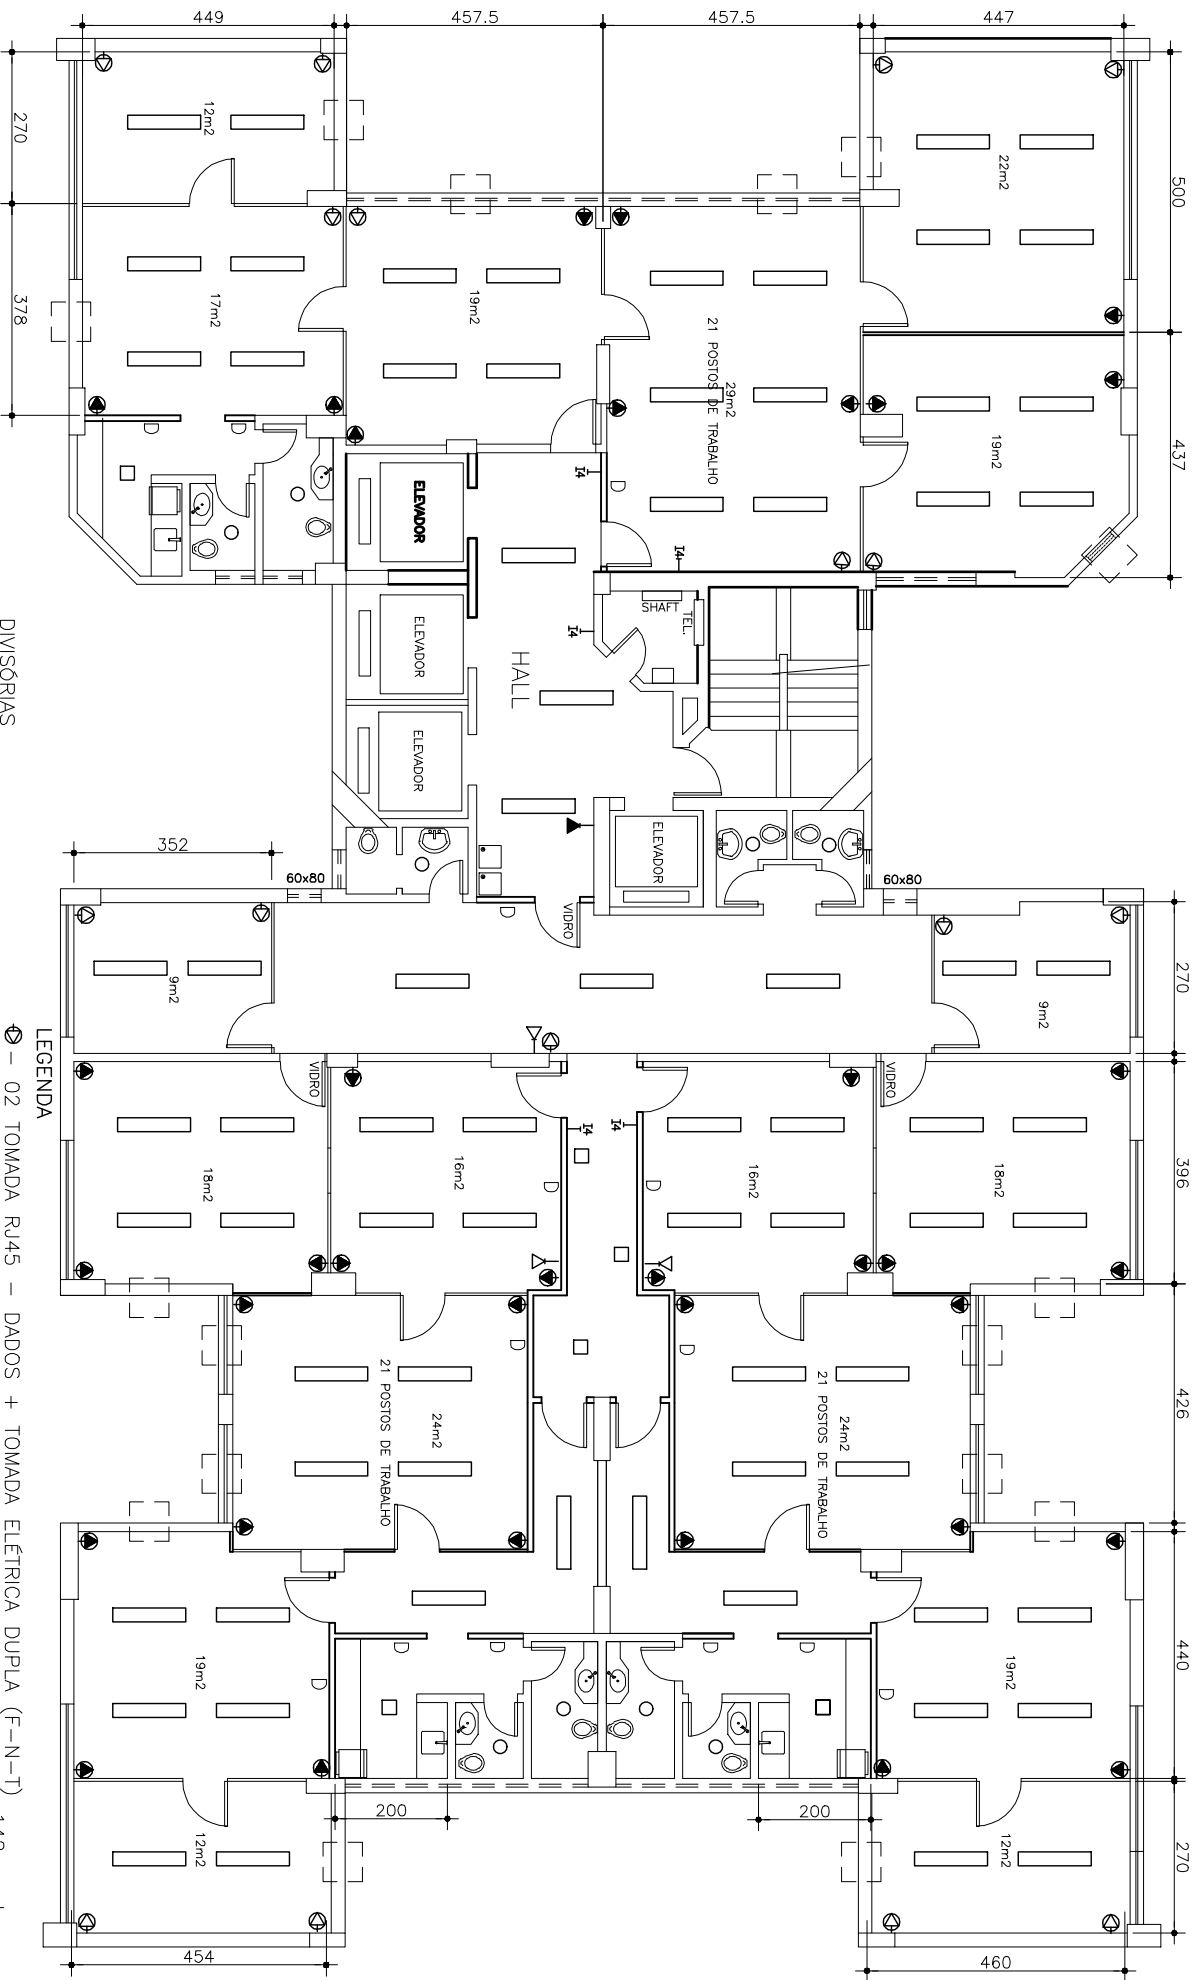 449
457.5
457.5
447
270
378
500
437
12m2
22m2
17m2
19m2
21 POSTOS DE TRABALHO
29m2
19m2
I4
I4
I4
ELEVADOR
ELEVADOR
ELEVADOR
ELEVADOR
SHAFT
TEL.
HALL
DIVISÓRIAS
352
60x80
60x80
VIDRO
270
9m2
9m2
VIDRO
VIDRO
I4
I4
396
18m2
16m2
16m2
18m2
426
21 POSTOS DE TRABALHO
24m2
24m2
21 POSTOS DE TRABALHO
440
19m2
19m2
200
200
270
12m2
12m2
454
460
LEGENDA
- 02 TOMADA RJ45 - DADOS + TOMADA ELÉTRICA DUPLA (F-N-T)